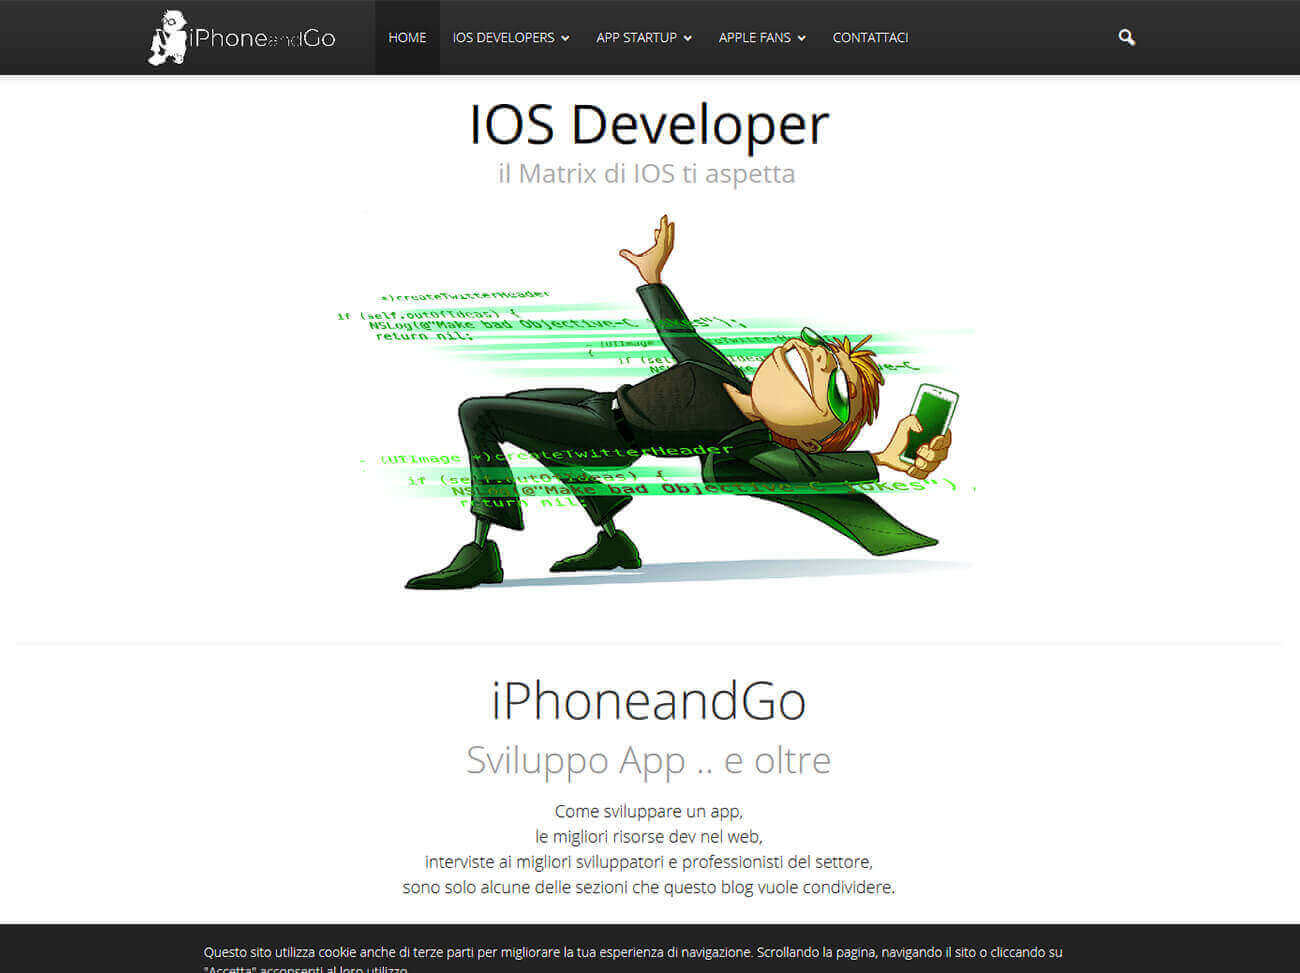 iPhoneandGo
HOME
IOS DEVELOPERS
APP STARTUP
APPLE FANS
CONTATTACI
IOS Developer
il Matrix di IOS ti aspetta
+)createTwitterHeader
if (self.outOfIdeas) {
NSLog(@"Make bad Objective-C jokes");
return nil;
- (UIImage
{ if (self
- (UIImage *)createTwitterHeader
if (self.outOfIdeas) {
NSLog(@"Make bad Objective-C jokes")
return nil;
iPhoneandGo
Sviluppo App .. e oltre
Come sviluppare un app,
le migliori risorse dev nel web,
interviste ai migliori sviluppatori e professionisti del settore,
sono solo alcune delle sezioni che questo blog vuole condividere.
Questo sito utilizza cookie anche di terze parti per migliorare la tua esperienza di navigazione. Scrollando la pagina, navigando il sito o cliccando su
"Accetta" acconsenti al loro utilizzo